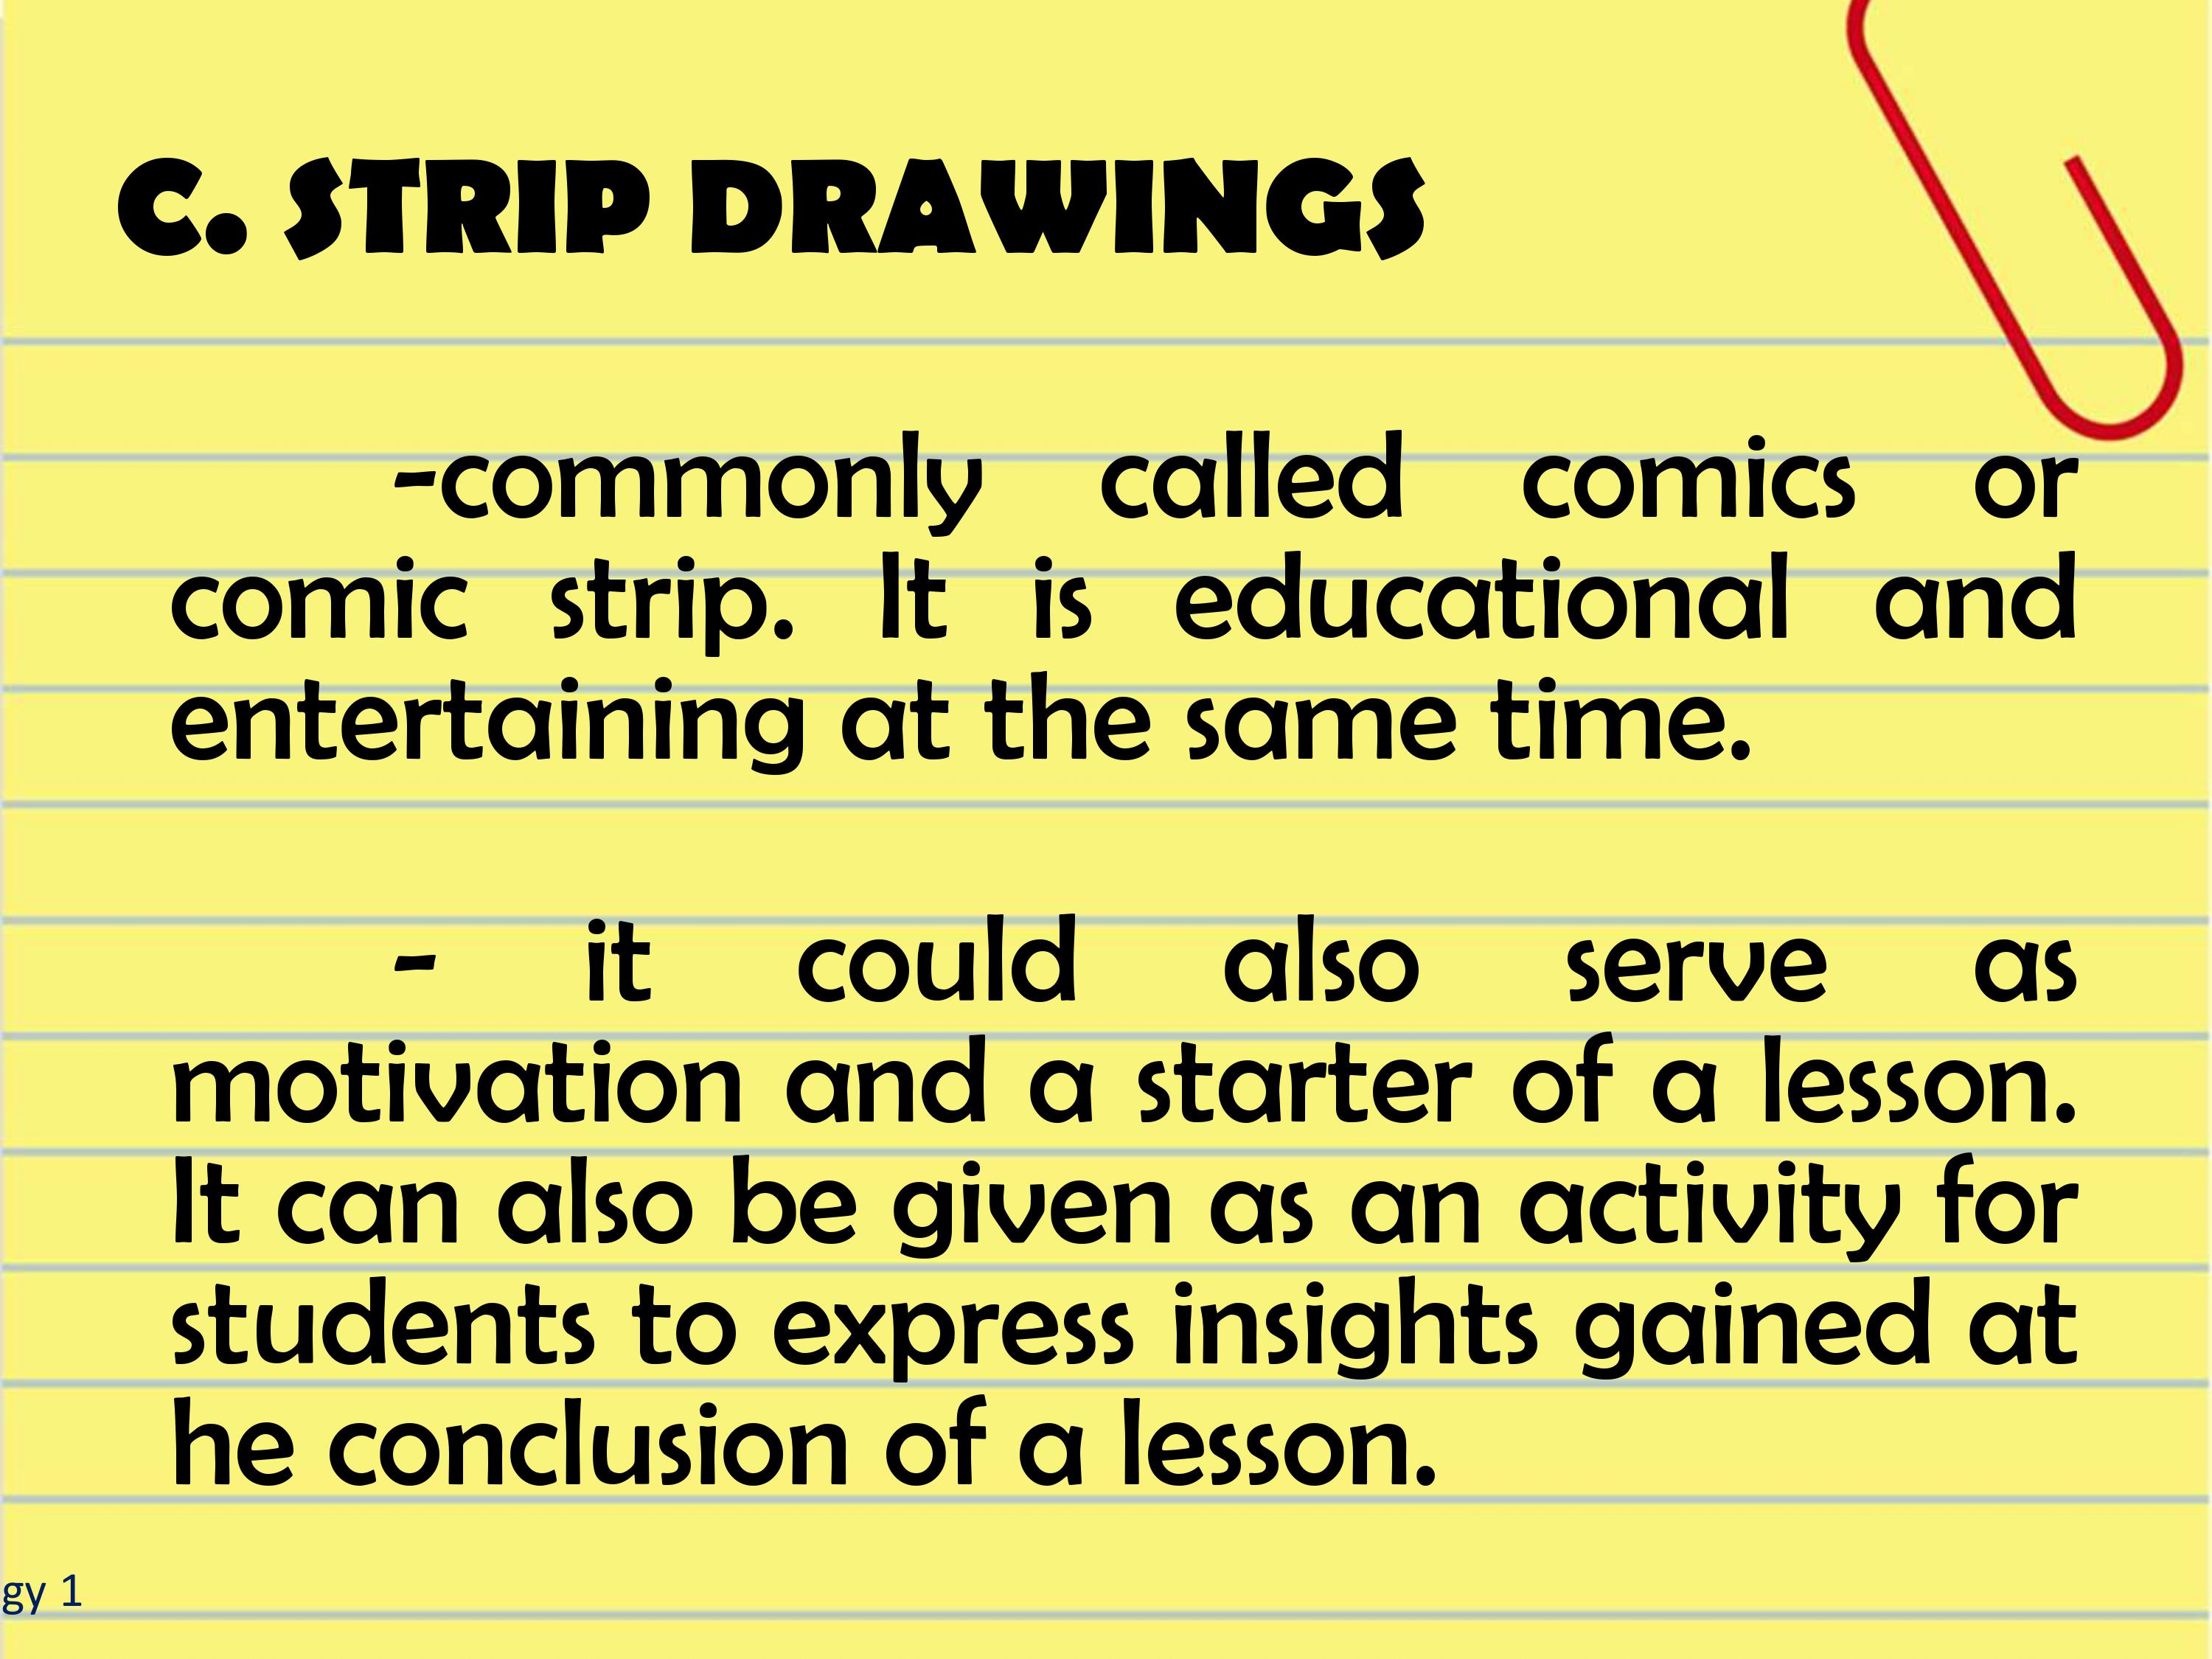 C. STRIP DRAWINGS
-commonly called comics or
comic strip. It is educational and
entertaining at the same time.
- it could also serve as
motivation and a starter of a lesson.
It can also be given as an activity for
students to express insights gained at
he conclusion of a lesson.
gy 1